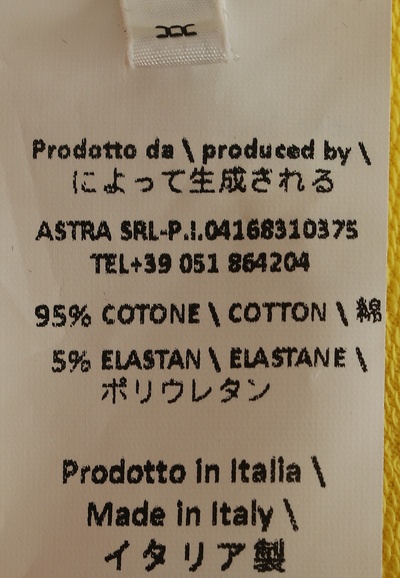 Prodotto da \ produced by \
によって生成される
ASTRA SRL-P.I.04168310375
TEL+39 051 864204
95% COTONE \ COTTON \ 綿
5% ELASTAN \ ELASTANE \
ポリウレタン
Prodotto in Italia \
Made in Italy \
イタリア製